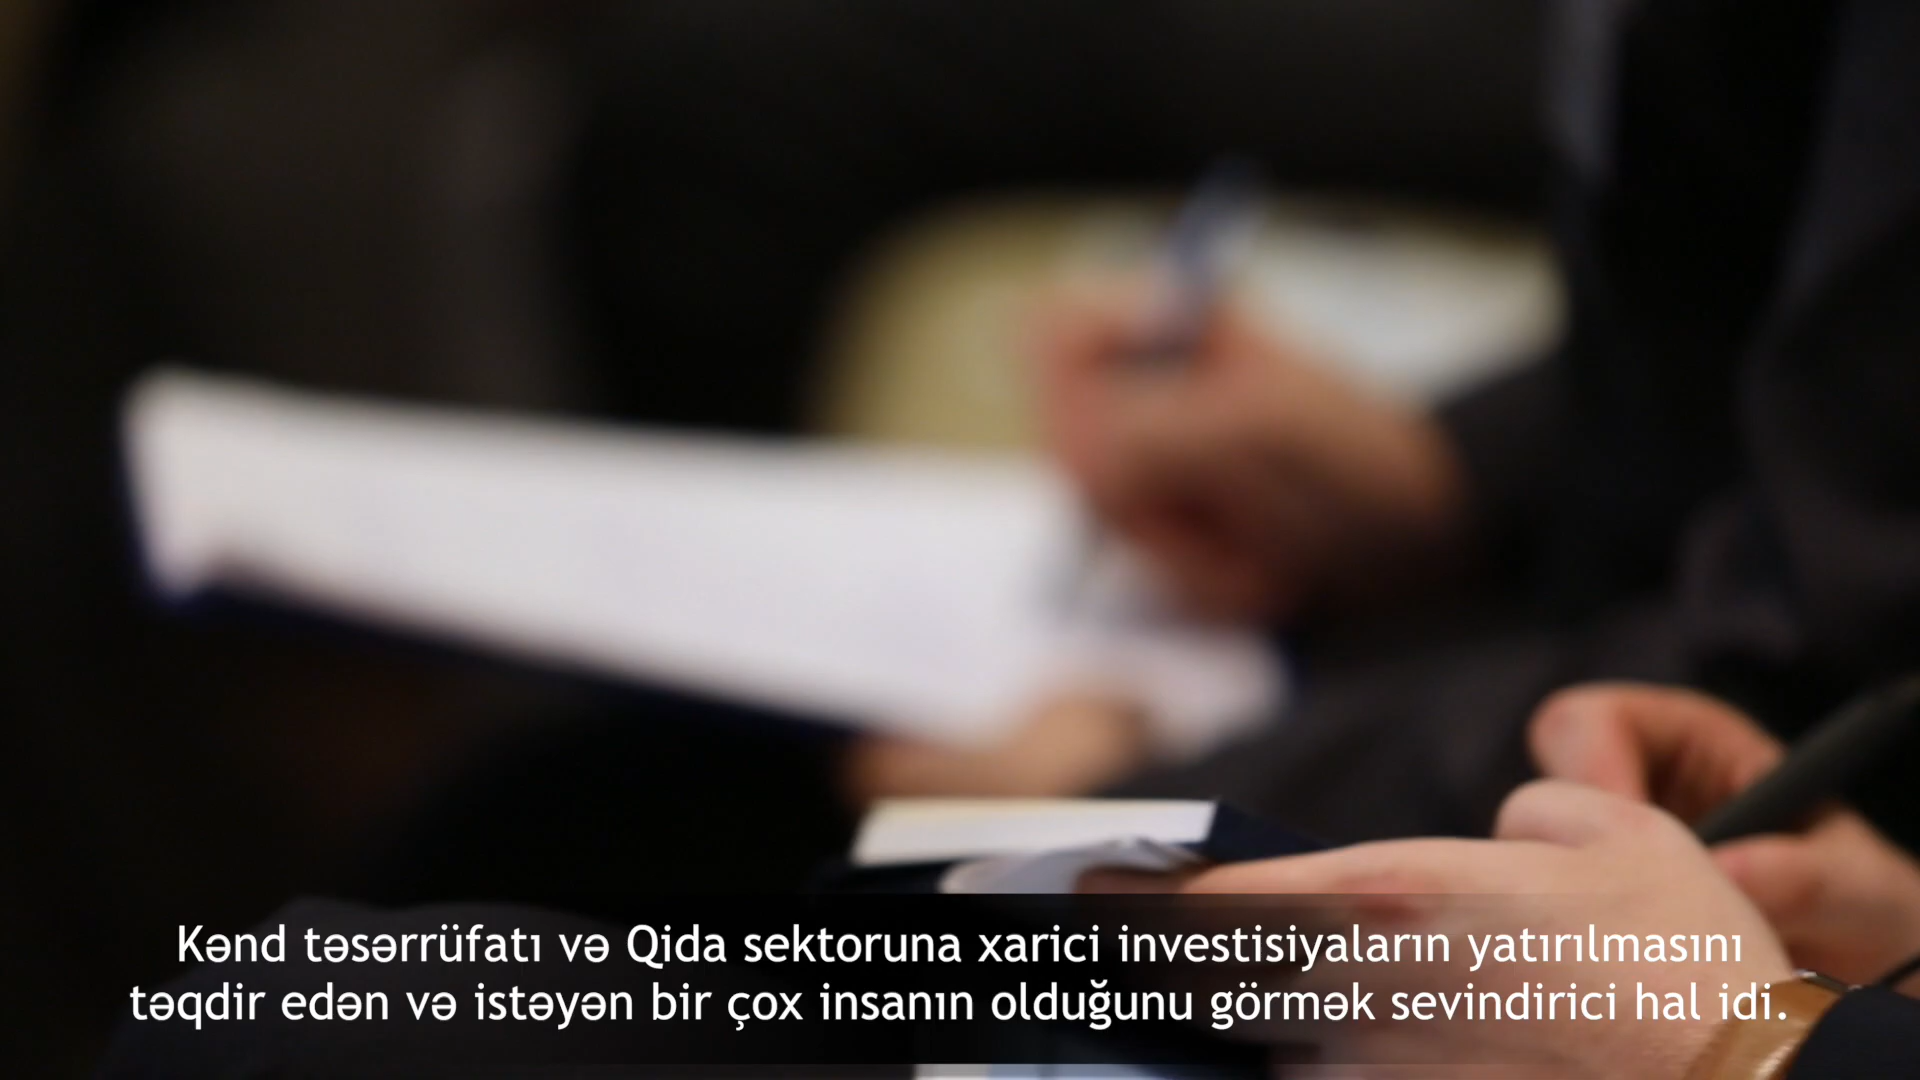 Kənd təsərrüfatı və Qida sektoruna xarici investisiyaların yatırılmasını
təqdir edən və istəyən bir çox insanın olduğunu görmək sevindirici hal idi.